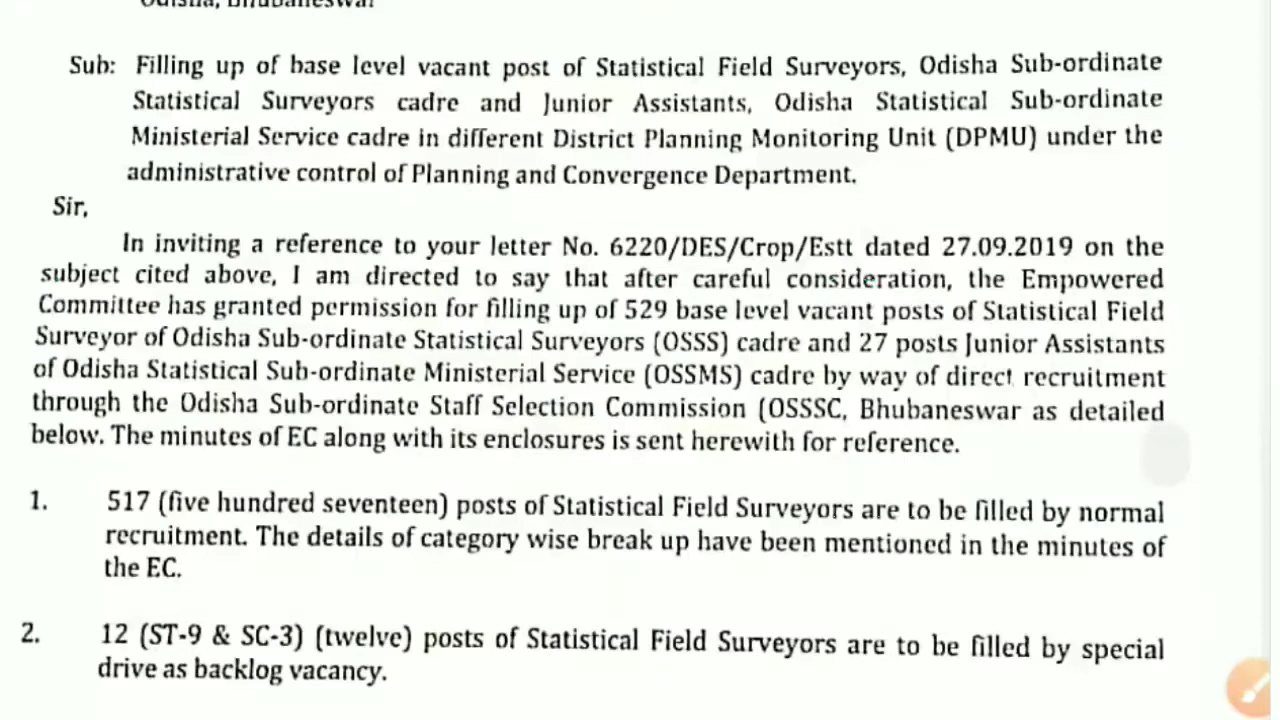 Odisha, Bhubaneswar
Sub: Filling up of base level vacant post of Statistical Field Surveyors, Odisha Sub-ordinate
Statistical Surveyors cadre and Junior Assistants, Odisha Statistical Sub-ordinate
Ministerial Service cadre in different District Planning Monitoring Unit (DPMU) under the
administrative control of Planning and Convergence Department.
Sir,
In inviting a reference to your letter No. 6220/DES/Crop/Estt dated 27.09.2019 on the
subject cited above, I am directed to say that after careful consideration, the Empowered
Committee has granted permission for filling up of 529 base level vacant posts of Statistical Field
Surveyor of Odisha Sub-ordinate Statistical Surveyors (OSSS) cadre and 27 posts Junior Assistants
of Odisha Statistical Sub-ordinate Ministerial Service (OSSMS) cadre by way of direct recruitment
through the Odisha Sub-ordinate Staff Selection Commission (OSSSC, Bhubaneswar as detailed
below. The minutes of EC along with its enclosures is sent herewith for reference.
1. 517 (five hundred seventeen) posts of Statistical Field Surveyors are to be filled by normal
recruitment. The details of category wise break up have been mentioned in the minutes of
the EC.
2. 12 (ST-9 & SC-3) (twelve) posts of Statistical Field Surveyors are to be filled by special
drive as backlog vacancy.